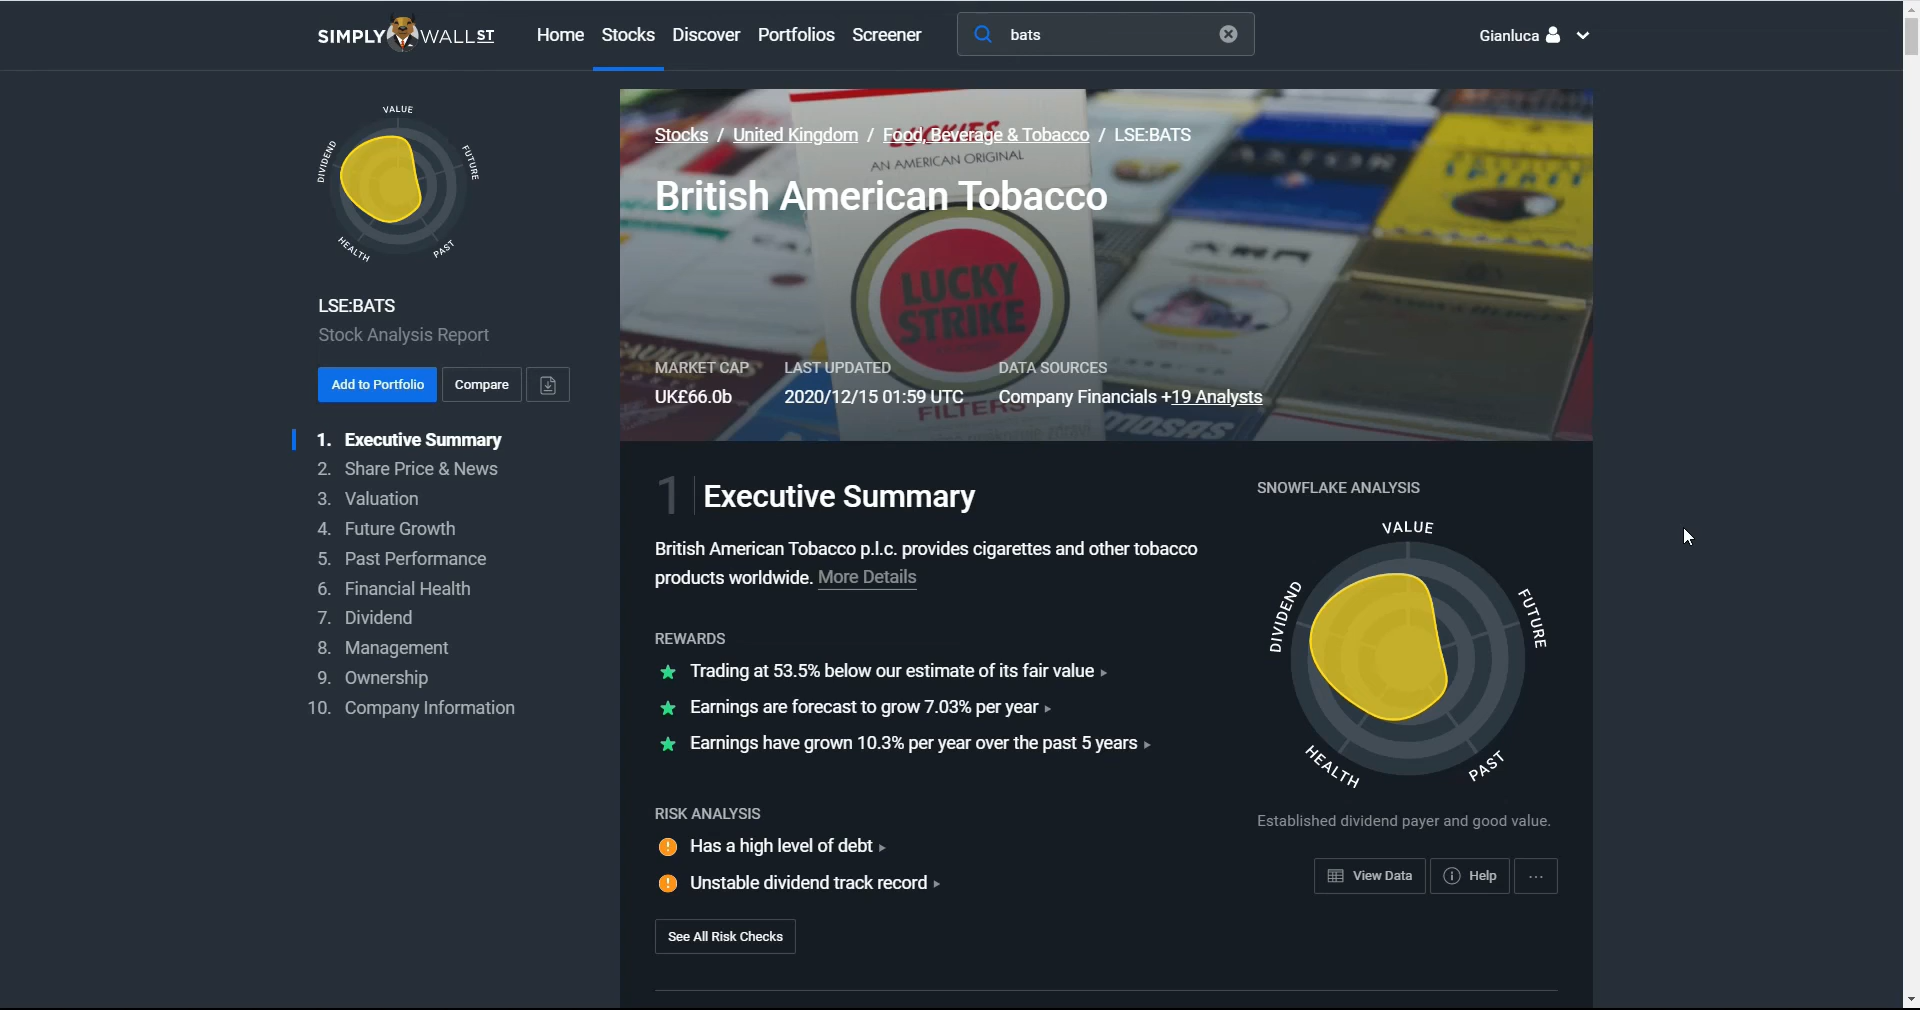 SIMPLY WALLST
Home Stocks Discover Portfolios Screener
bats
Gianluca
VALUE
FUTURE
PAST
HEALTH
DIVIDEND
LSE:BATS
Stock Analysis Report
Add to Portfolio
Compare
1. Executive Summary
2. Share Price & News
3. Valuation
4. Future Growth
5. Past Performance
6. Financial Health
7. Dividend
8. Management
9. Ownership
10. Company Information
Stocks / United Kingdom / Food, Beverage & Tobacco / LSE:BATS
LUCKIES
AN AMERICAN ORIGINAL
British American Tobacco
LUCKY
STRIKE
FILTERS
SPIRIT
MARKET CAP
UK£66.0b
LAST UPDATED
2020/12/15 01:59 UTC
DATA SOURCES
Company Financials +19 Analysts
1 Executive Summary
British American Tobacco p.l.c. provides cigarettes and other tobacco
products worldwide. More Details
REWARDS
Trading at 53.5% below our estimate of its fair value
Earnings are forecast to grow 7.03% per year
Earnings have grown 10.3% per year over the past 5 years
RISK ANALYSIS
Has a high level of debt
Unstable dividend track record
See All Risk Checks
SNOWFLAKE ANALYSIS
VALUE
FUTURE
PAST
HEALTH
DIVIDEND
Established dividend payer and good value.
View Data
Help
...